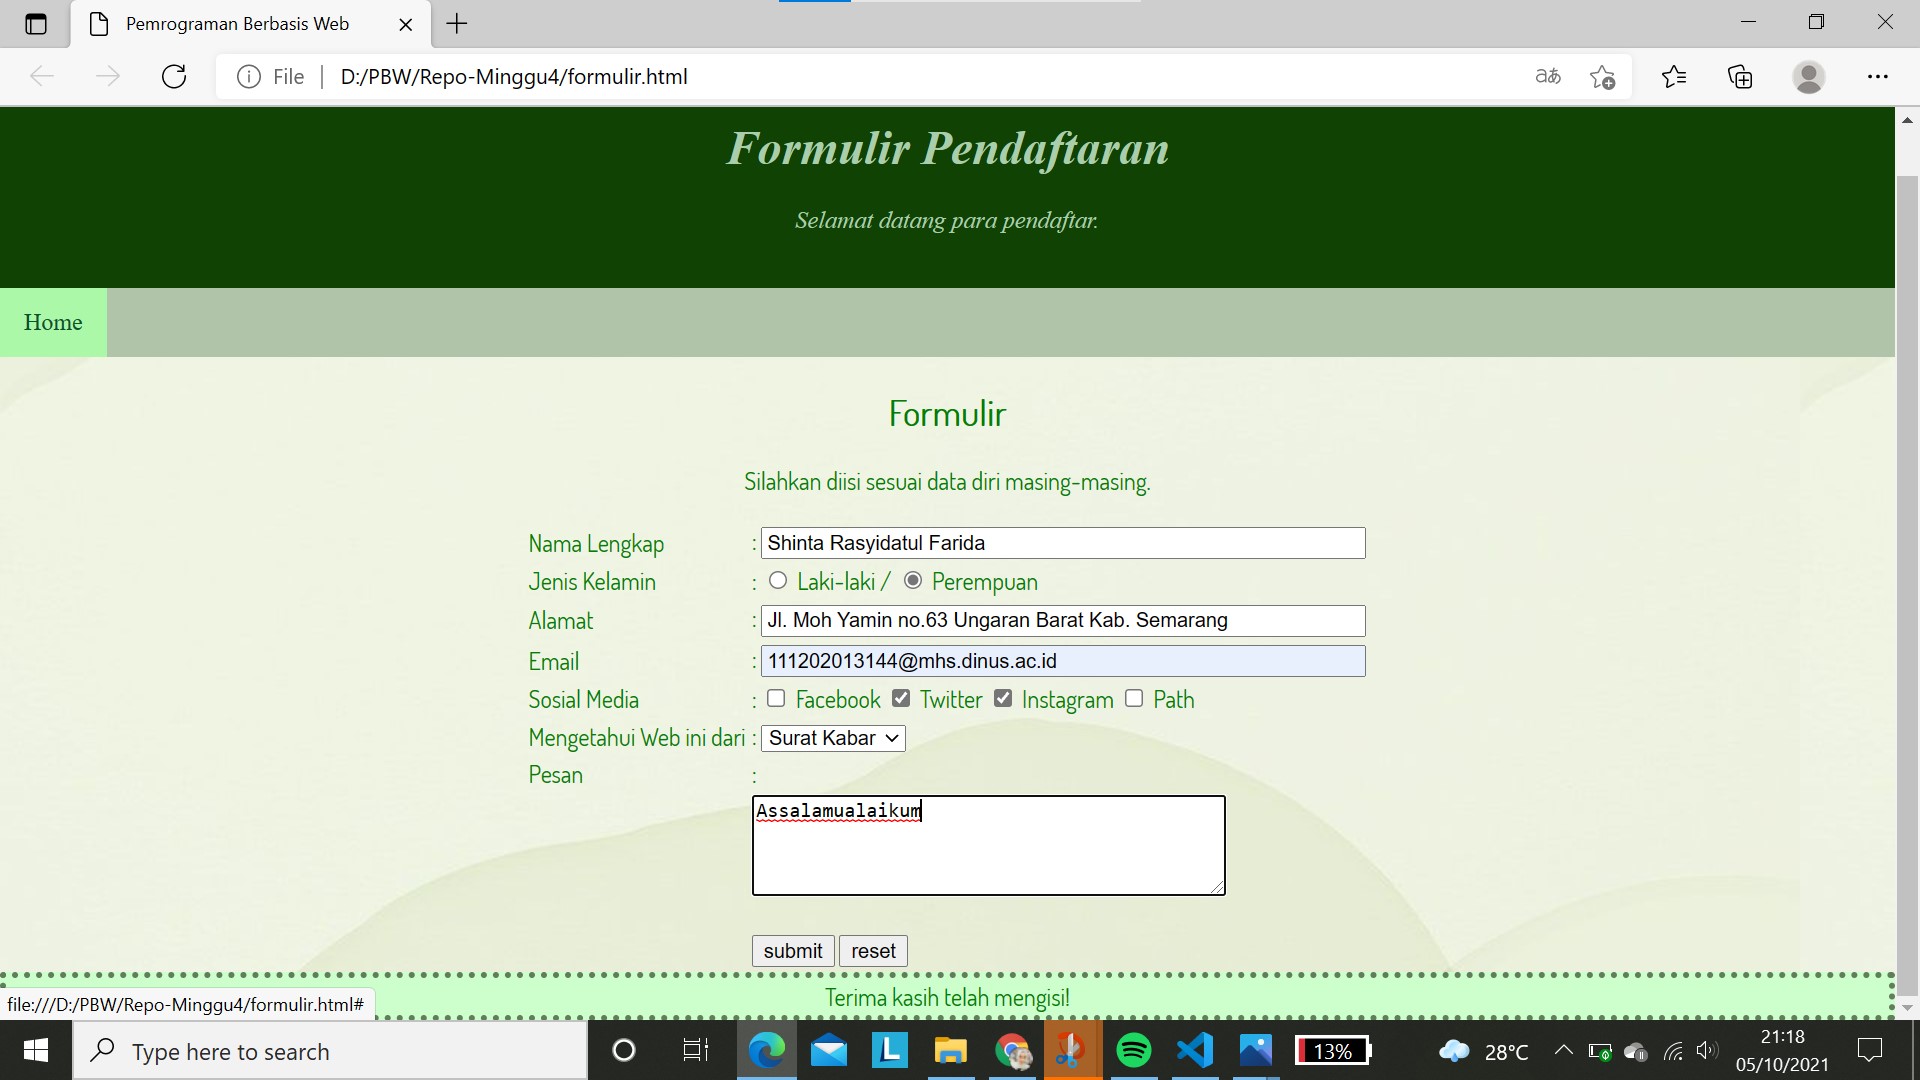 Pemrograman Berbasis Web
File | D:/PBW/Repo-Minggu4/formulir.html
Formulir Pendaftaran
Selamat datang para pendaftar.
Home
Formulir
Silahkan diisi sesuai data diri masing-masing.
Nama Lengkap : Shinta Rasyidatul Farida
Jenis Kelamin : Laki-laki / Perempuan
Alamat : Jl. Moh Yamin no.63 Ungaran Barat Kab. Semarang
Email : 111202013144@mhs.dinus.ac.id
Sosial Media : Facebook Twitter Instagram Path
Mengetahui Web ini dari : Surat Kabar
Pesan :
Assalamualaikum
submit reset
Terima kasih telah mengisi!
file:///D:/PBW/Repo-Minggu4/formulir.html#
Type here to search
13%
28°C
21:18
05/10/2021